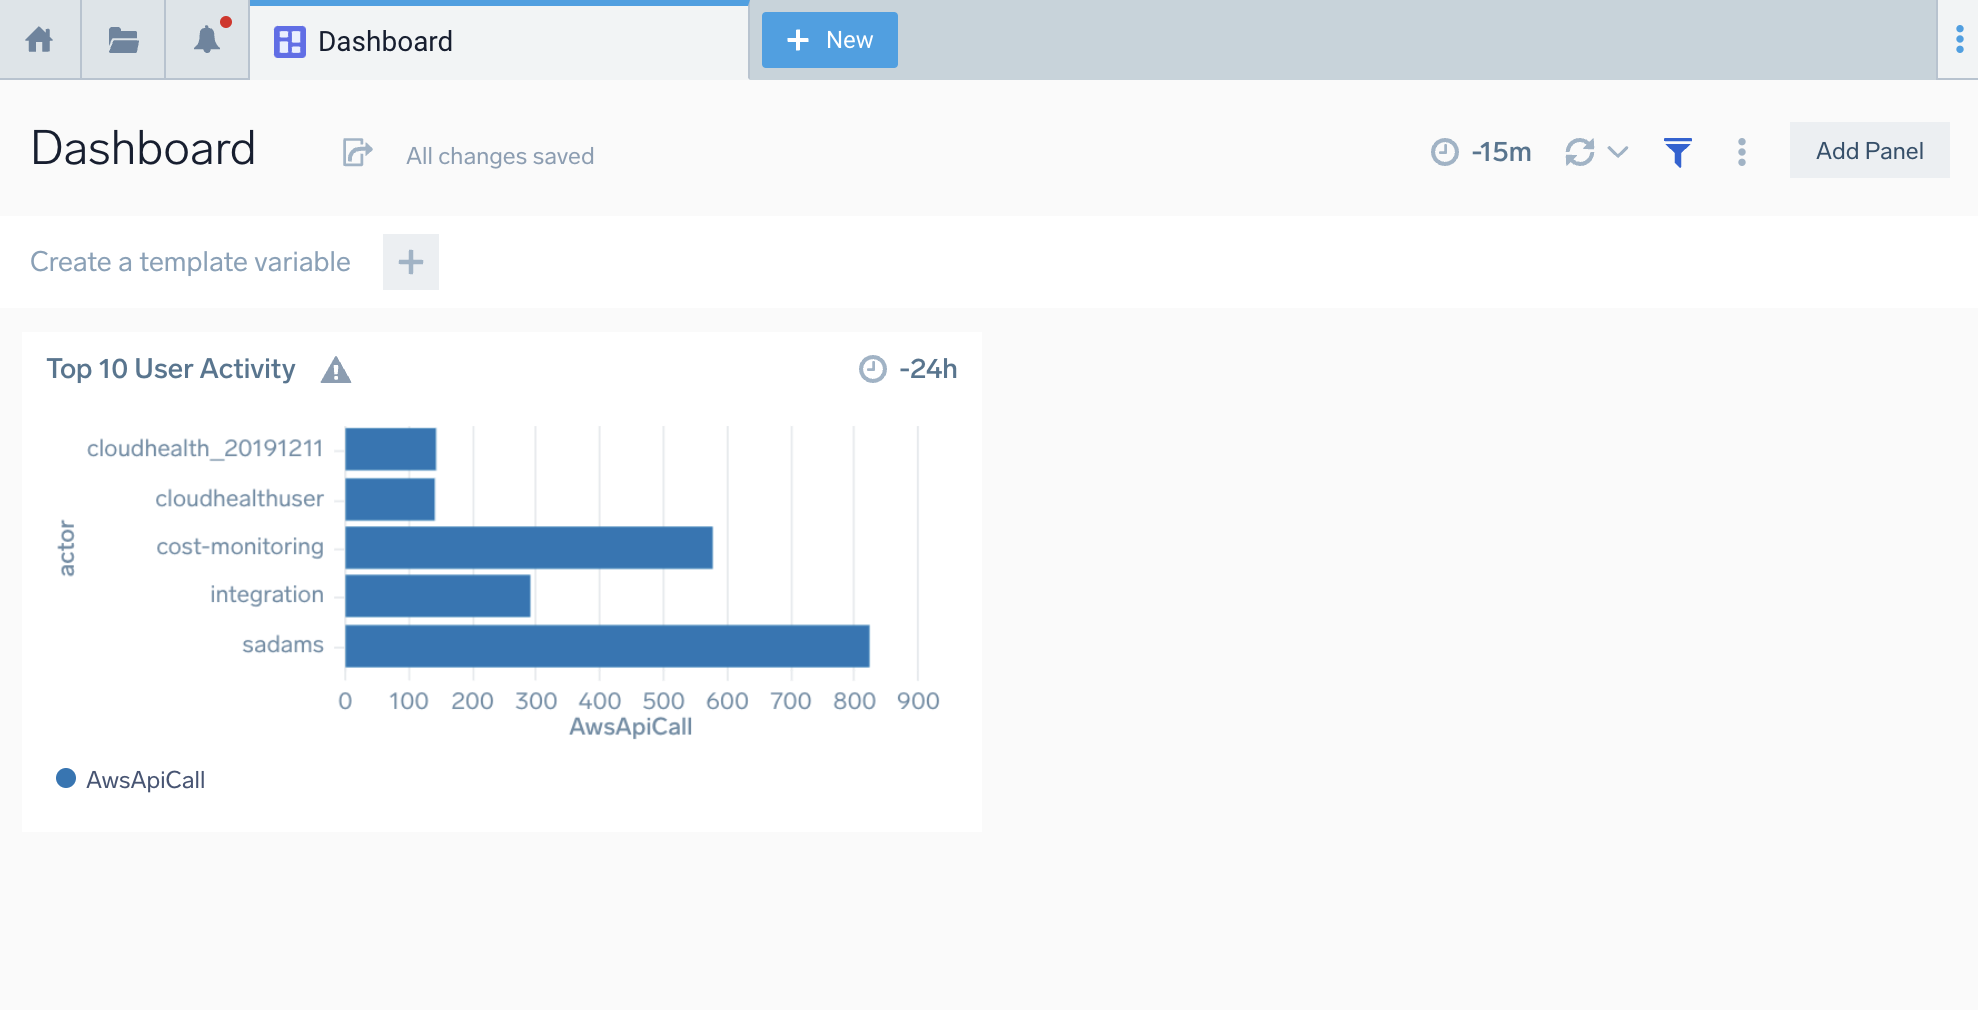 Dashboard
New
Dashboard
All changes saved
-15m
Add Panel
Create a template variable
Top 10 User Activity
-24h
actor
cloudhealth_20191211
cloudhealthuser
cost-monitoring
integration
sadams
0 100 200 300 400 500 600 700 800 900
AwsApiCall
AwsApiCall